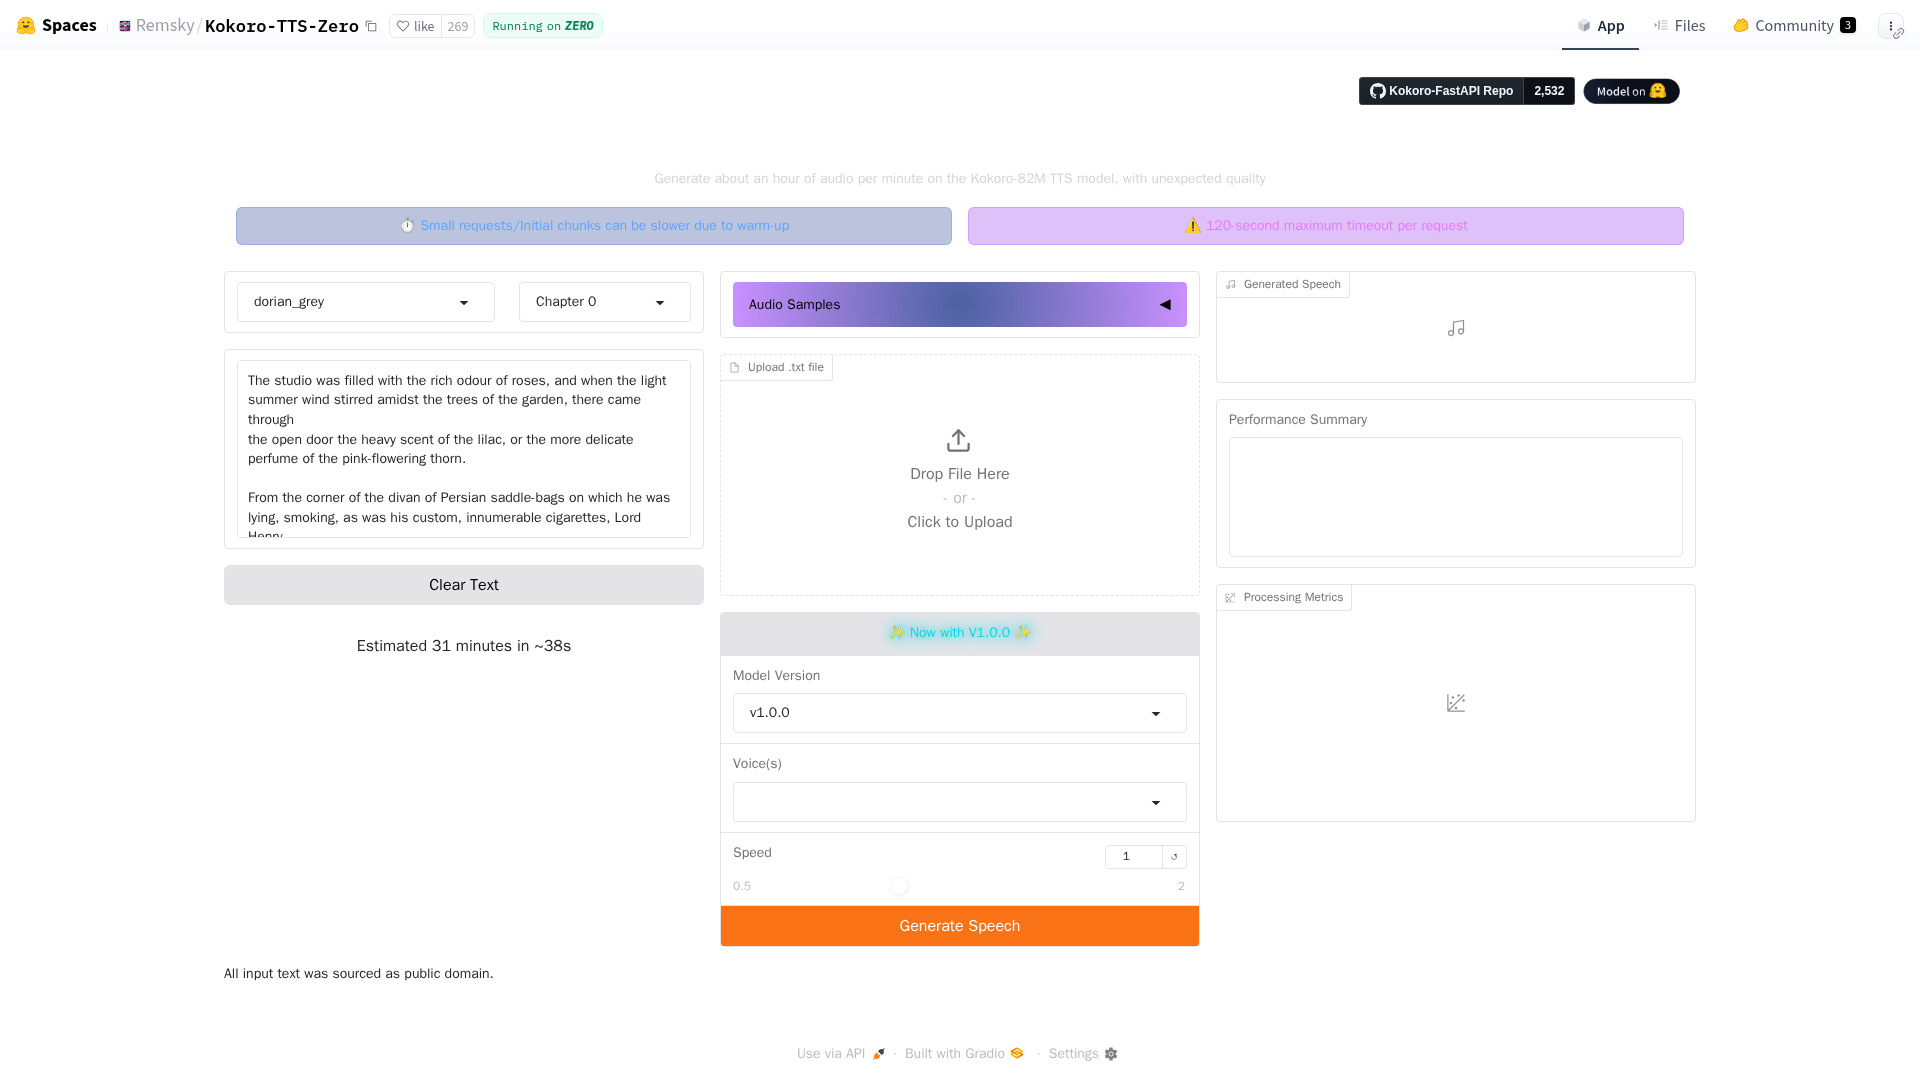 Spaces
Remsky/Kokoro-TTS-Zero
like 269
Running on ZERO
App
Files
Community 3
Kokoro-FastAPI Repo 2,532
Model on
Generate about an hour of audio per minute on the Kokoro-82M TTS model, with unexpected quality
⏱️ Small requests/Initial chunks can be slower due to warm-up
⚠️ 120-second maximum timeout per request
dorian_grey
Chapter 0
The studio was filled with the rich odour of roses, and when the light
summer wind stirred amidst the trees of the garden, there came
through
the open door the heavy scent of the lilac, or the more delicate
perfume of the pink-flowering thorn.
From the corner of the divan of Persian saddle-bags on which he was
lying, smoking, as was his custom, innumerable cigarettes, Lord
Henry
Clear Text
Estimated 31 minutes in ~38s
Audio Samples
Upload .txt file
Drop File Here
- or -
Click to Upload
✨ Now with V1.0.0 ✨
Model Version
v1.0.0
Voice(s)
Speed
1
0.5
2
Generate Speech
Generated Speech
Performance Summary
Processing Metrics
All input text was sourced as public domain.
Use via API · Built with Gradio · Settings